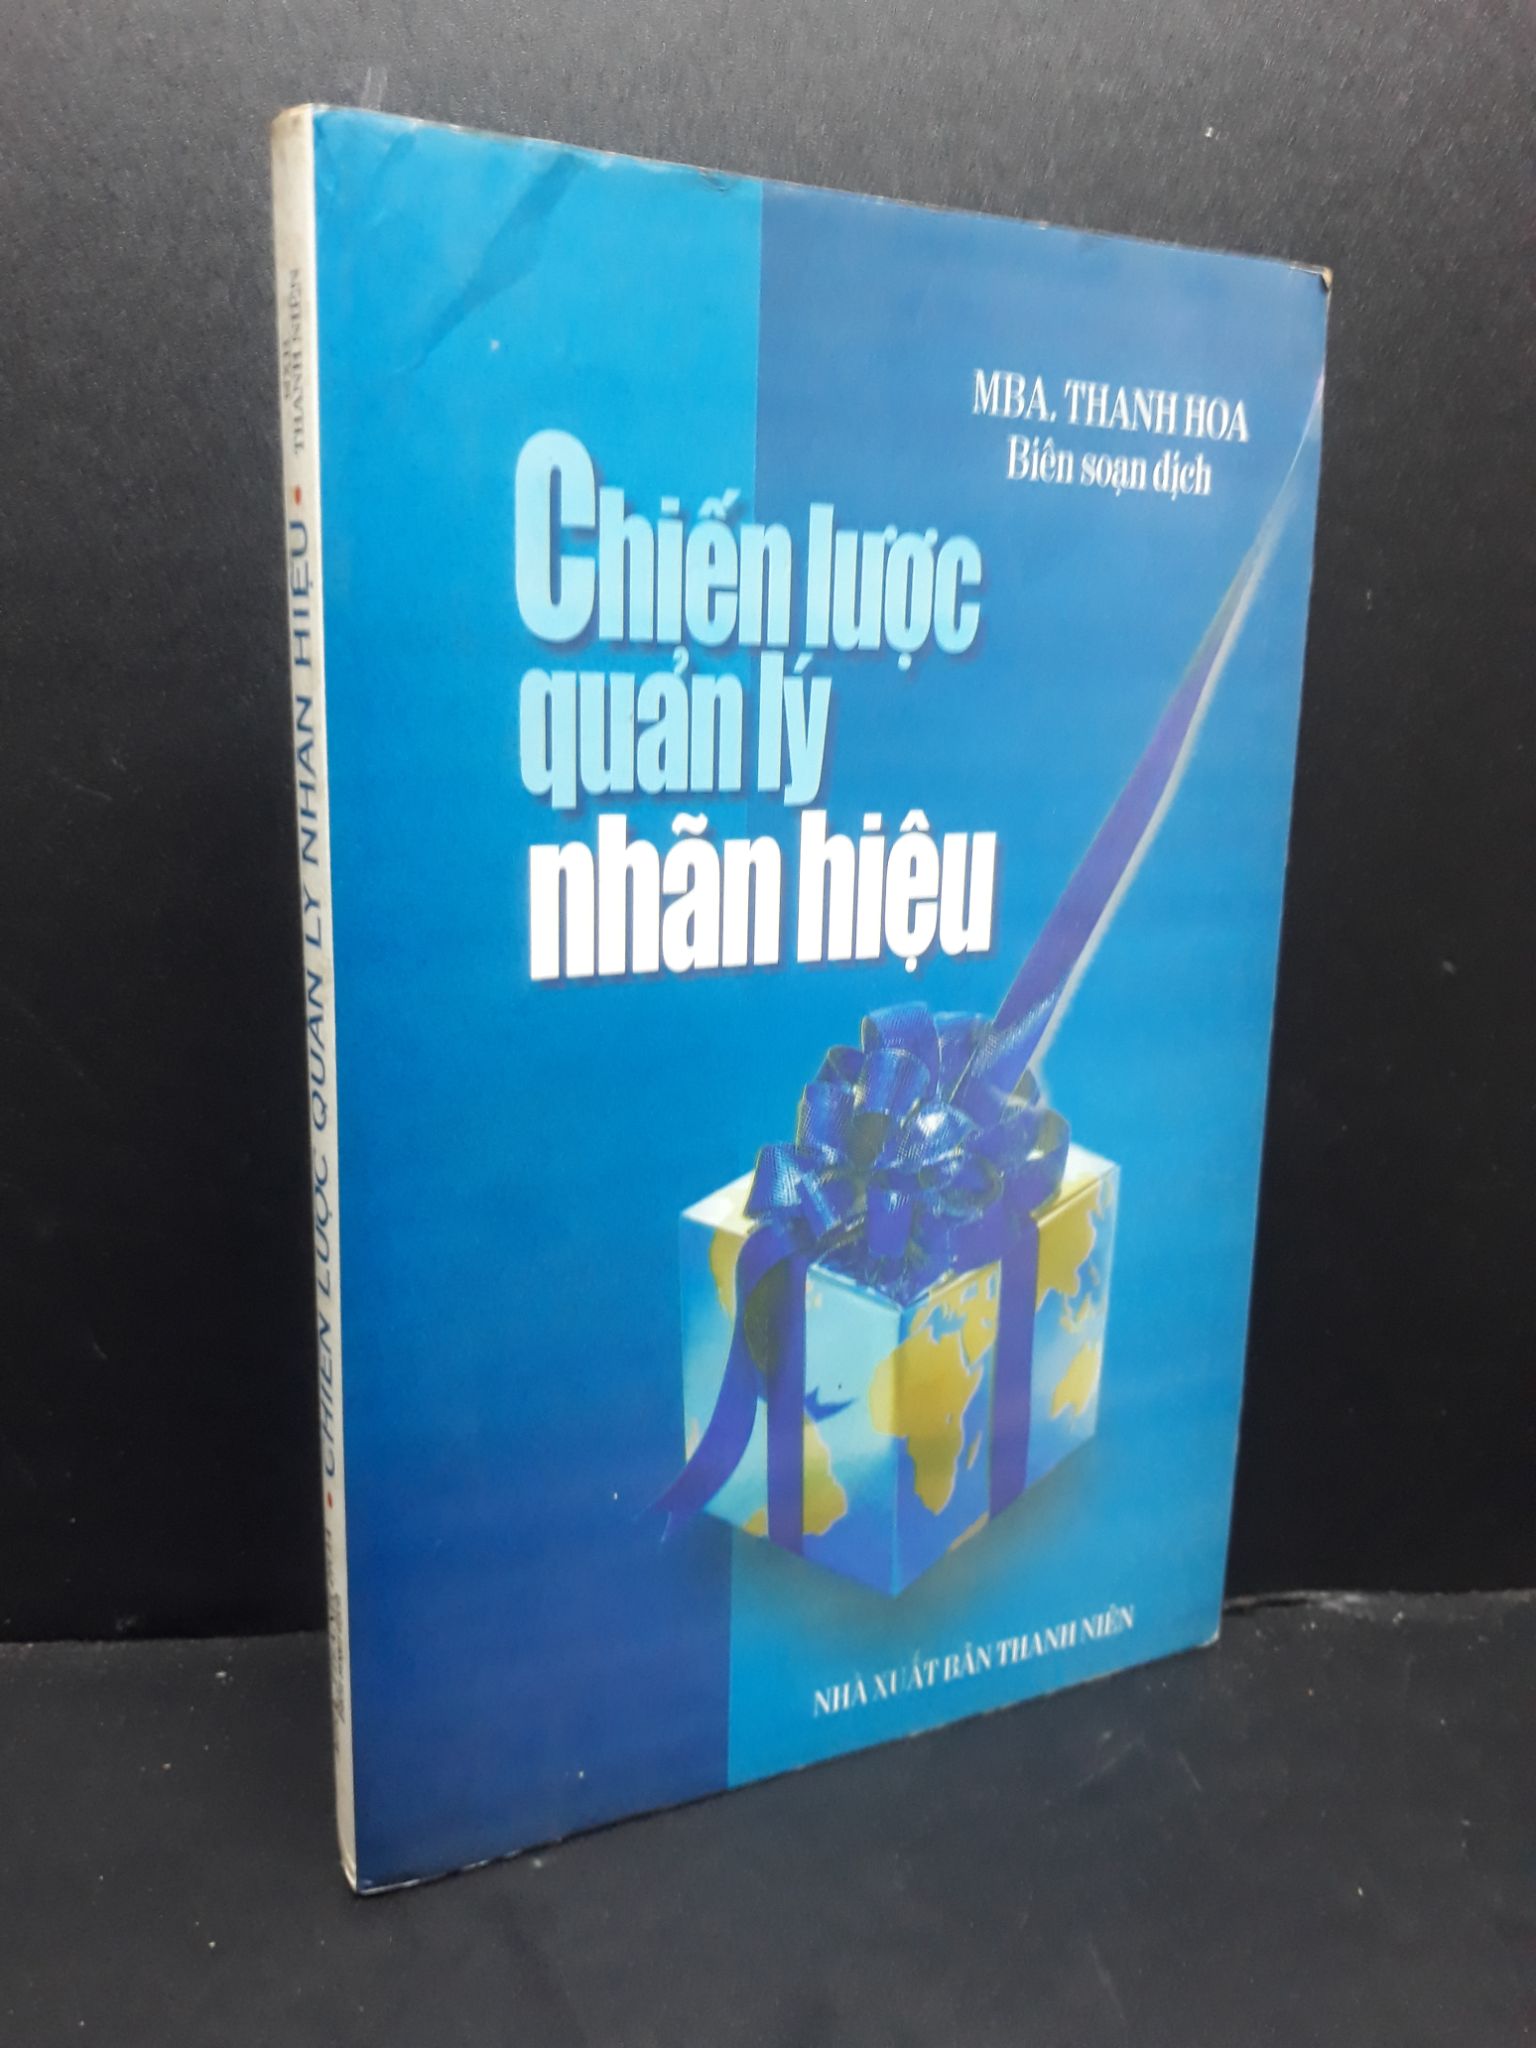 MBA. THANH HOA
Biên soạn dịch
Chiến lược
quản lý
nhãn hiệu
NHÀ XUẤT BẢN THANH NIÊN
NXB
THANH NIÊN
CHIẾN LƯỢC QUẢN LÝ NHÃN HIỆU